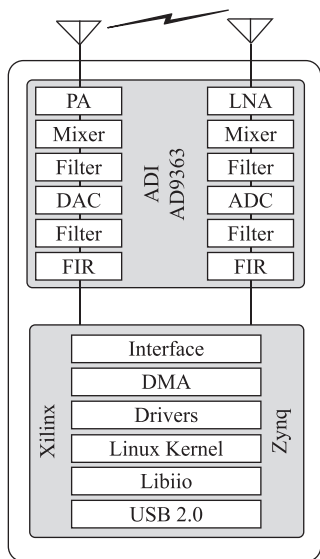 PA
Mixer
Filter
DAC
Filter
FIR
ADI
AD9363
LNA
Mixer
Filter
ADC
Filter
FIR
Xilinx
Interface
DMA
Drivers
Linux Kernel
Libiio
USB 2.0
Zynq